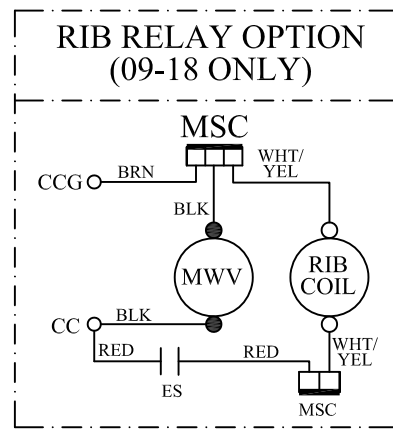 RIB RELAY OPTION
(09-18 ONLY)
MSC
CCG
BRN
WHT/
YEL
BLK
MWV
RIB
COIL
CC
BLK
RED
ES
RED
WHT/
YEL
MSC